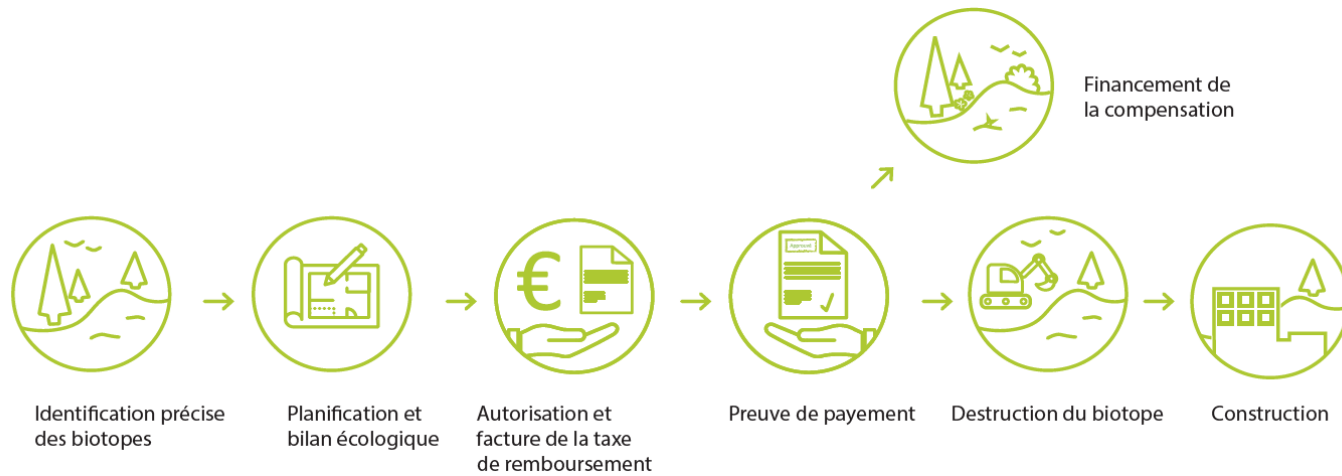 Financement de
la compensation
€
Approuvé
Identification précise
des biotopes
Planification et
bilan écologique
Autorisation et
facture de la taxe
de remboursement
Preuve de payement
Destruction du biotope
Construction